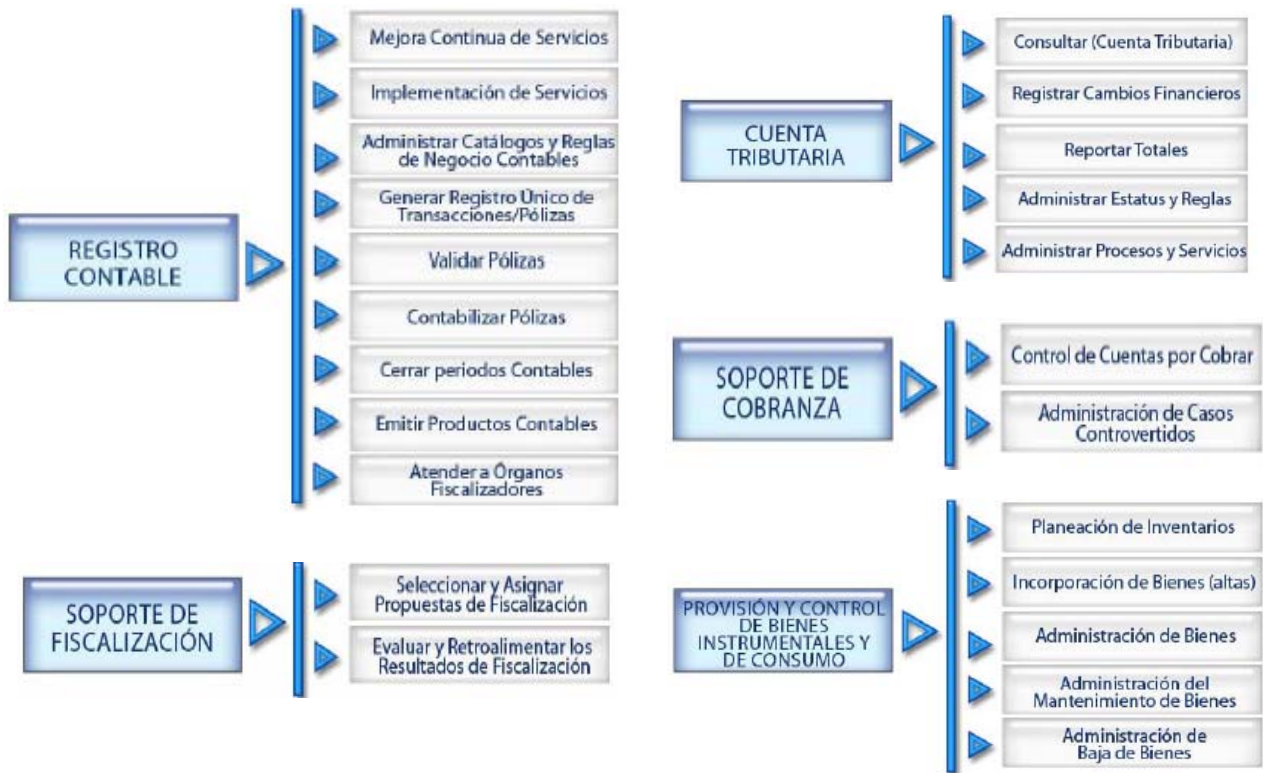 REGISTRO
CONTABLE
Mejora Continua de Servicios
Implementación de Servicios
Administrar Catálogos y Reglas
de Negocio Contables
Generar Registro Único de
Transacciones/Pólizas
Validar Pólizas
Contabilizar Pólizas
Cerrar periodos Contables
Emitir Productos Contables
Atender a Órganos
Fiscalizadores
SOPORTE DE
FISCALIZACIÓN
Seleccionar y Asignar
Propuestas de Fiscalización
Evaluar y Retroalimentar los
Resultados de Fiscalización
CUENTA
TRIBUTARIA
Consultar (Cuenta Tributaria)
Registrar Cambios Financieros
Reportar Totales
Administrar Estatus y Reglas
Administrar Procesos y Servicios
SOPORTE DE
COBRANZA
Control de Cuentas por Cobrar
Administración de Casos
Controvertidos
PROVISIÓN Y CONTROL
DE BIENES
INSTRUMENTALES Y
DE CONSUMO
Planeación de Inventarios
Incorporación de Bienes (altas)
Administración de Bienes
Administración del
Mantenimiento de Bienes
Administración de
Baja de Bienes